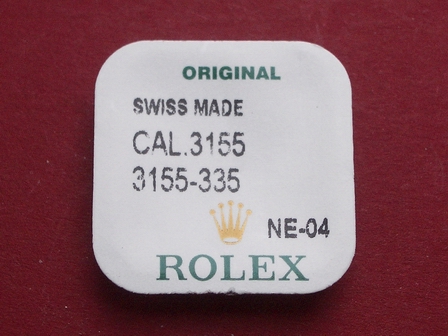 ORIGINAL
SWISS MADE
CAL.3155
3155-335
NE-04
ROLEX